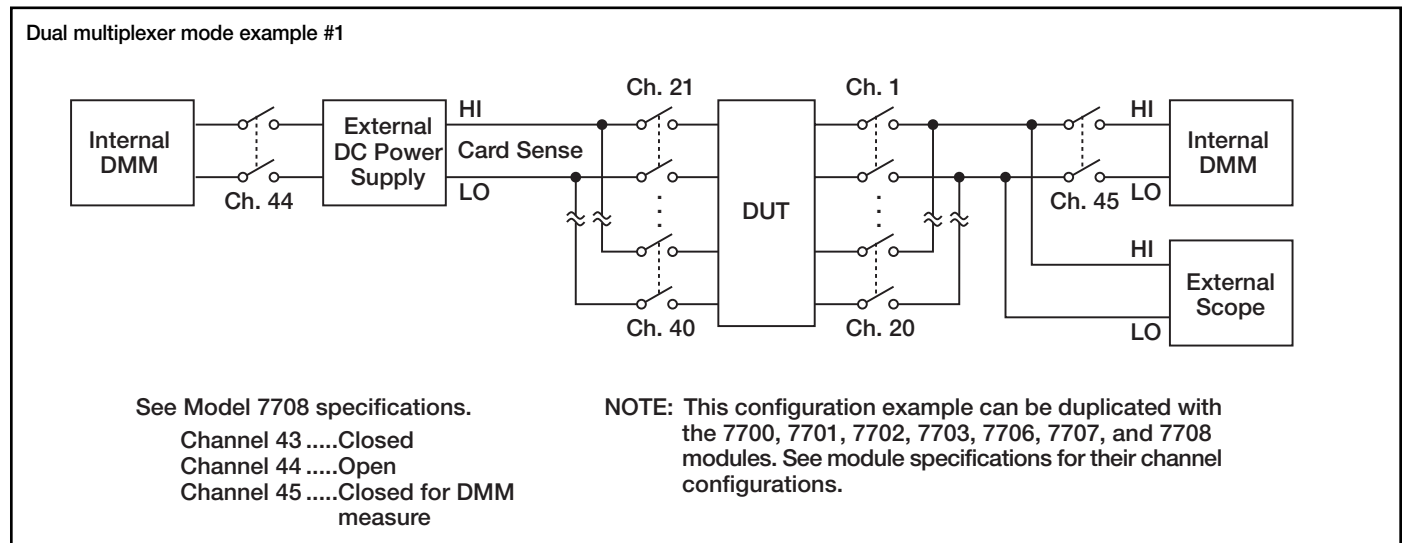 Dual multiplexer mode example #1
Ch. 21
Ch. 1
HI
HI
Internal
DMM
External
DC Power
Supply
Card Sense
Internal
DMM
Ch. 44
LO
DUT
Ch. 45
LO
HI
External
Scope
Ch. 40
Ch. 20
LO
See Model 7708 specifications.
Channel 43 .....Closed
Channel 44 .....Open
Channel 45 .....Closed for DMM
measure
NOTE: This configuration example can be duplicated with
the 7700, 7701, 7702, 7703, 7706, 7707, and 7708
modules. See module specifications for their channel
configurations.